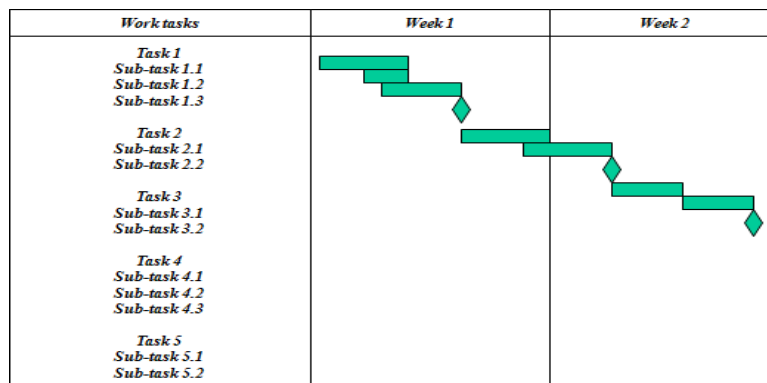 Work tasks Week 1 Week 2
Task 1
Sub-task 1.1
Sub-task 1.2
Sub-task 1.3
Task 2
Sub-task 2.1
Sub-task 2.2
Task 3
Sub-task 3.1
Sub-task 3.2
Task 4
Sub-task 4.1
Sub-task 4.2
Sub-task 4.3
Task 5
Sub-task 5.1
Sub-task 5.2